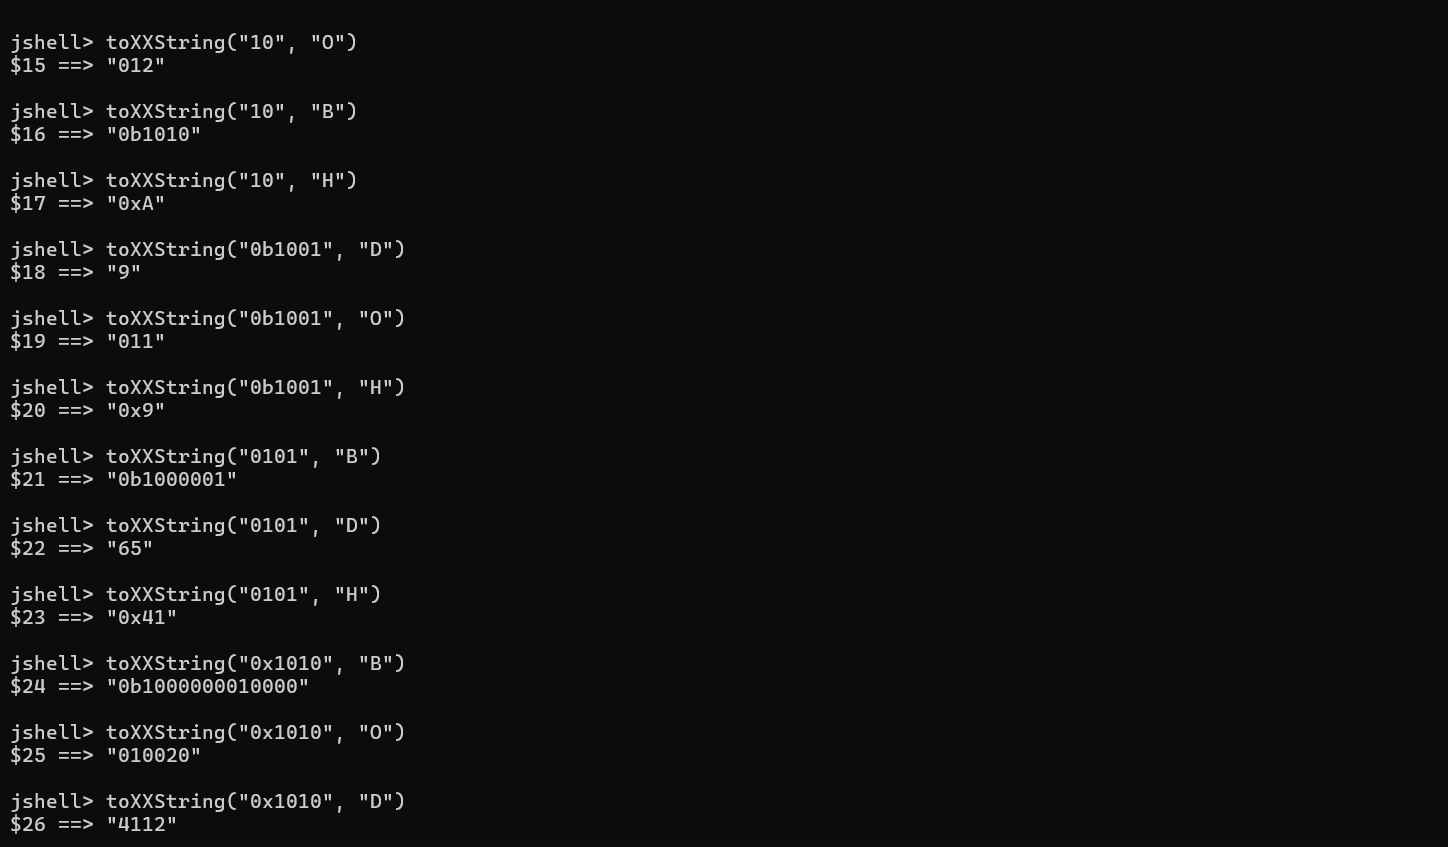 jshell> toXXString("10", "O")
$15 ==> "012"
jshell> toXXString("10", "B")
$16 ==> "0b1010"
jshell> toXXString("10", "H")
$17 ==> "0xA"
jshell> toXXString("0b1001", "D")
$18 ==> "9"
jshell> toXXString("0b1001", "O")
$19 ==> "011"
jshell> toXXString("0b1001", "H")
$20 ==> "0x9"
jshell> toXXString("0101", "B")
$21 ==> "0b1000001"
jshell> toXXString("0101", "D")
$22 ==> "65"
jshell> toXXString("0101", "H")
$23 ==> "0x41"
jshell> toXXString("0x1010", "B")
$24 ==> "0b1000000010000"
jshell> toXXString("0x1010", "O")
$25 ==> "010020"
jshell> toXXString("0x1010", "D")
$26 ==> "4112"